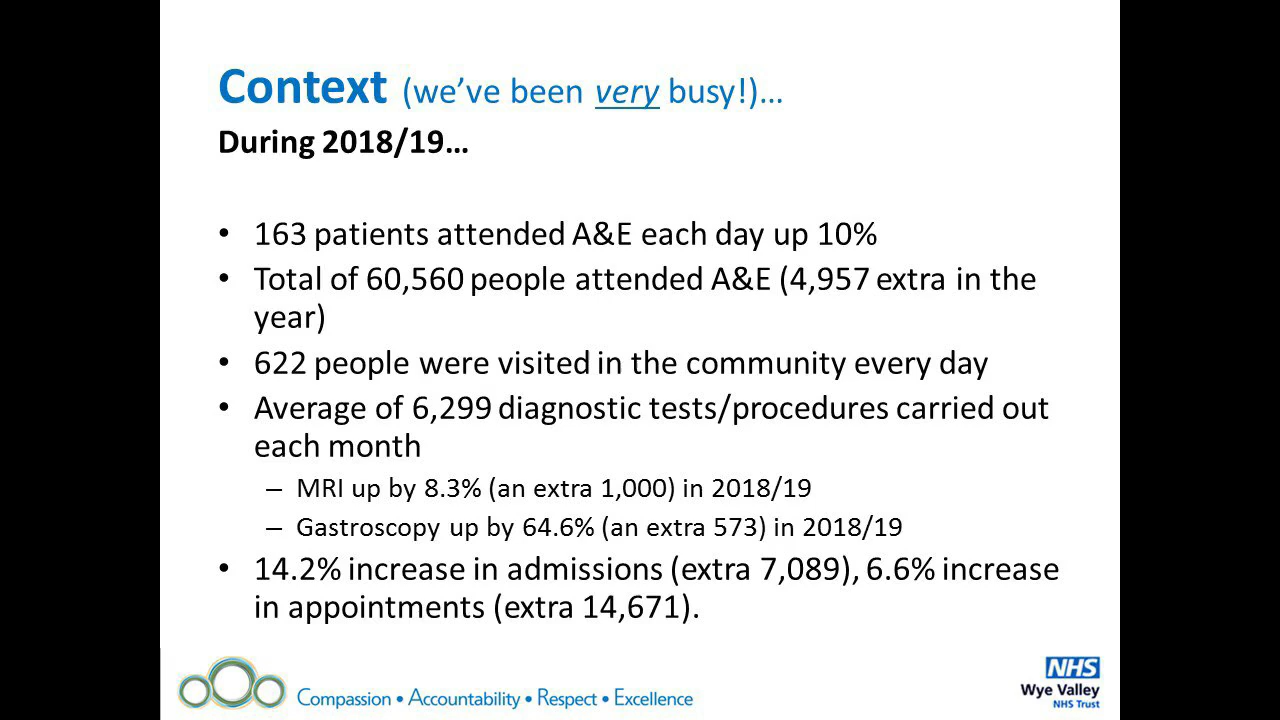 Context (we’ve been very busy!)…
During 2018/19…
• 163 patients attended A&E each day up 10%
• Total of 60,560 people attended A&E (4,957 extra in the
year)
• 622 people were visited in the community every day
• Average of 6,299 diagnostic tests/procedures carried out
each month
– MRI up by 8.3% (an extra 1,000) in 2018/19
– Gastroscopy up by 64.6% (an extra 573) in 2018/19
• 14.2% increase in admissions (extra 7,089), 6.6% increase
in appointments (extra 14,671).
Compassion • Accountability • Respect • Excellence
NHS
Wye Valley
NHS Trust